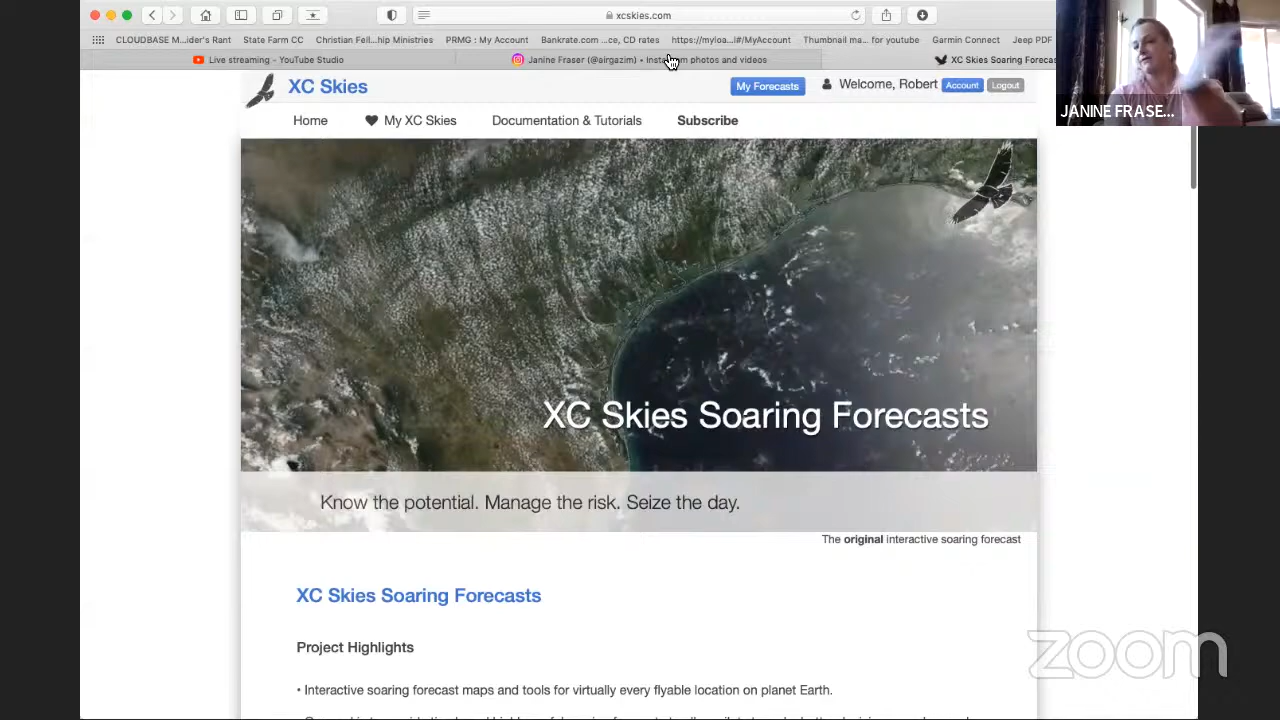 xcskies.com
CLOUDBASE M...ider's Rant
State Farm CC
Christian Fell...hip Ministries
PRMG : My Account
Bankrate.com ...ce, CD rates
https://myloa...l#/MyAccount
Thumbnail ma... for youtube
Garmin Connect
Jeep PDF
Live streaming - YouTube Studio
Janine Fraser (@airgazim) • Instagram photos and videos
XC Skies Soaring Forecas
JANINE FRASE...
XC Skies
My Forecasts
Welcome, Robert
Account
Logout
Home
My XC Skies
Documentation & Tutorials
Subscribe
XC Skies Soaring Forecasts
Know the potential. Manage the risk. Seize the day.
The original interactive soaring forecast
XC Skies Soaring Forecasts
Project Highlights
• Interactive soaring forecast maps and tools for virtually every flyable location on planet Earth.
zoom